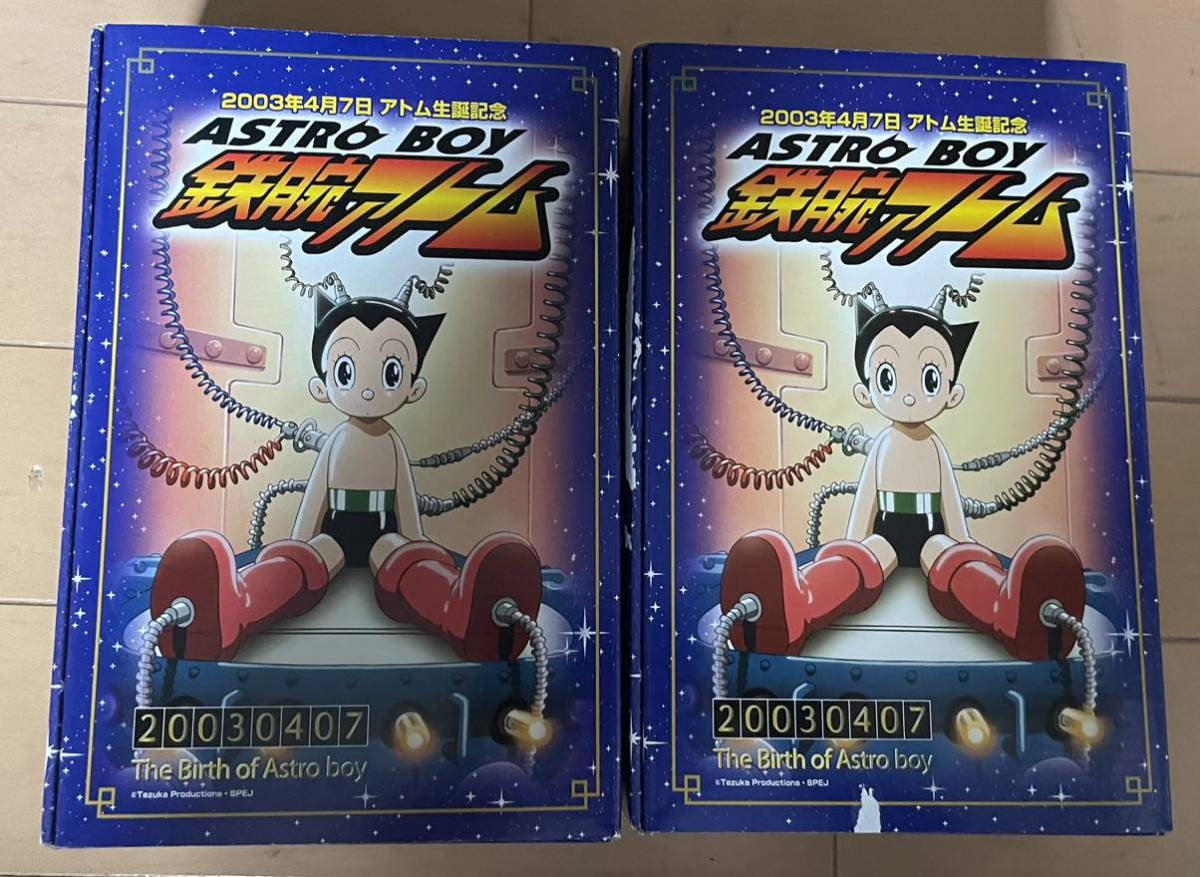 2003年4月7日 アトム生誕記念
ASTRO BOY
鉄腕アトム
20030407
The Birth of Astro boy
©Tezuka Productions・SPEJ
2003年4月7日 アトム生誕記念
ASTRO BOY
鉄腕アトム
20030407
The Birth of Astro boy
©Tezuka Productions・SPEJ